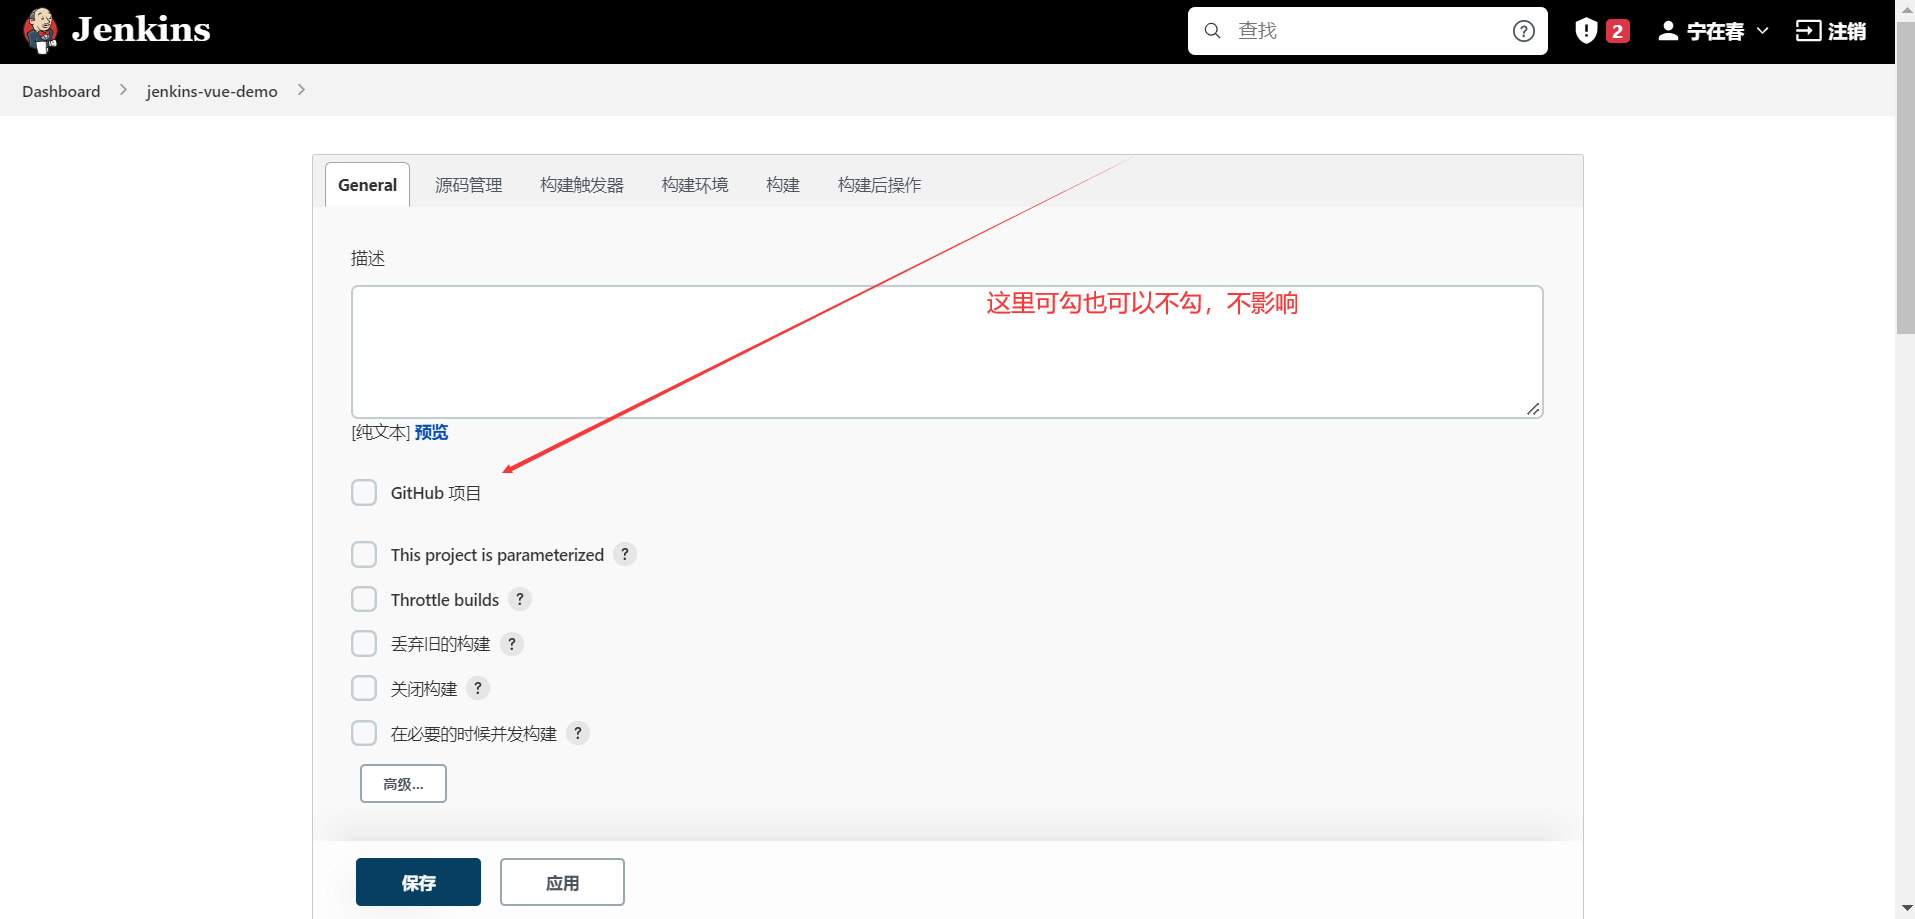 Jenkins
查找
2
宁在春
注销
Dashboard
jenkins-vue-demo
General 源码管理 构建触发器 构建环境 构建 构建后操作
描述
这里可勾也可以不勾，不影响
[纯文本] 预览
GitHub 项目
This project is parameterized ?
Throttle builds ?
丢弃旧的构建 ?
关闭构建 ?
在必要的时候并发构建 ?
高级...
保存 应用